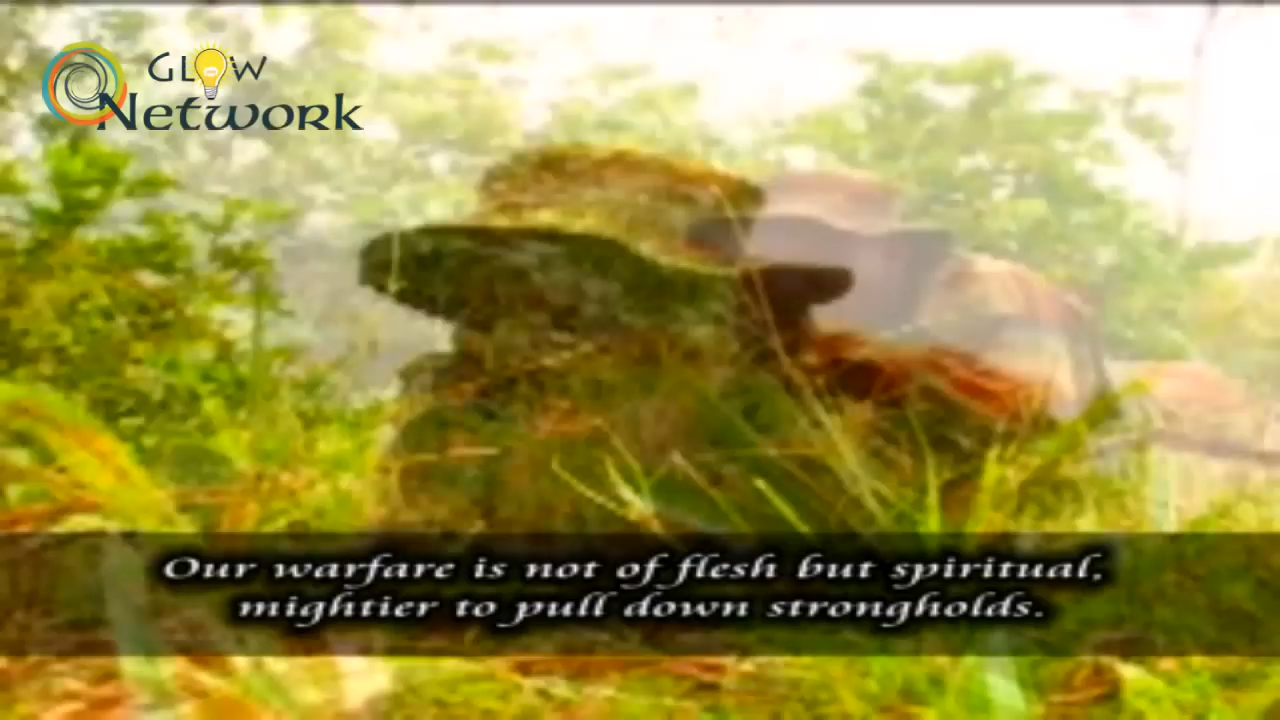 GLOW
Network
Our warfare is not of flesh but spiritual,
mightier to pull down strongholds.